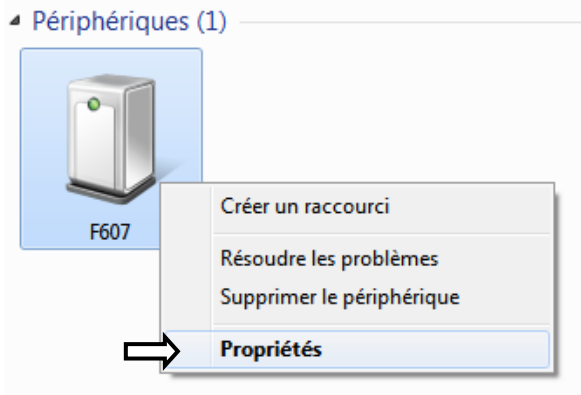 Périphériques (1)
F607
Créer un raccourci
Résoudre les problèmes
Supprimer le périphérique
Propriétés